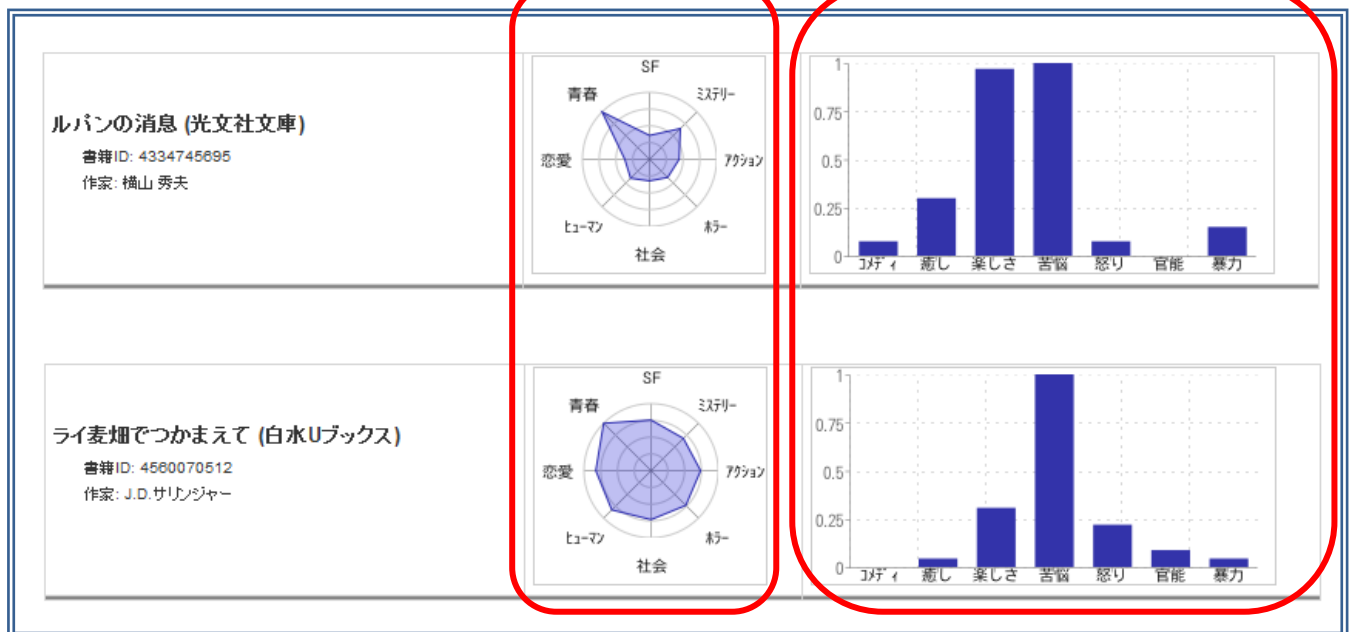 ルパンの消息 (光文社文庫)
書籍ID: 4334745695
作家: 横山 秀夫
SF
青春
ミステリー
恋愛
アクション
ヒューマン
ホラー
社会
1
0.75
0.5
0.25
0
コメディ 癒し 楽しさ 苦悩 怒り 官能 暴力
ライ麦畑でつかまえて (白水Uブックス)
書籍ID: 4560070512
作家: J.D.サリンジャー
SF
青春
ミステリー
恋愛
アクション
ヒューマン
ホラー
社会
1
0.75
0.5
0.25
0
コメディ 癒し 楽しさ 苦悩 怒り 官能 暴力